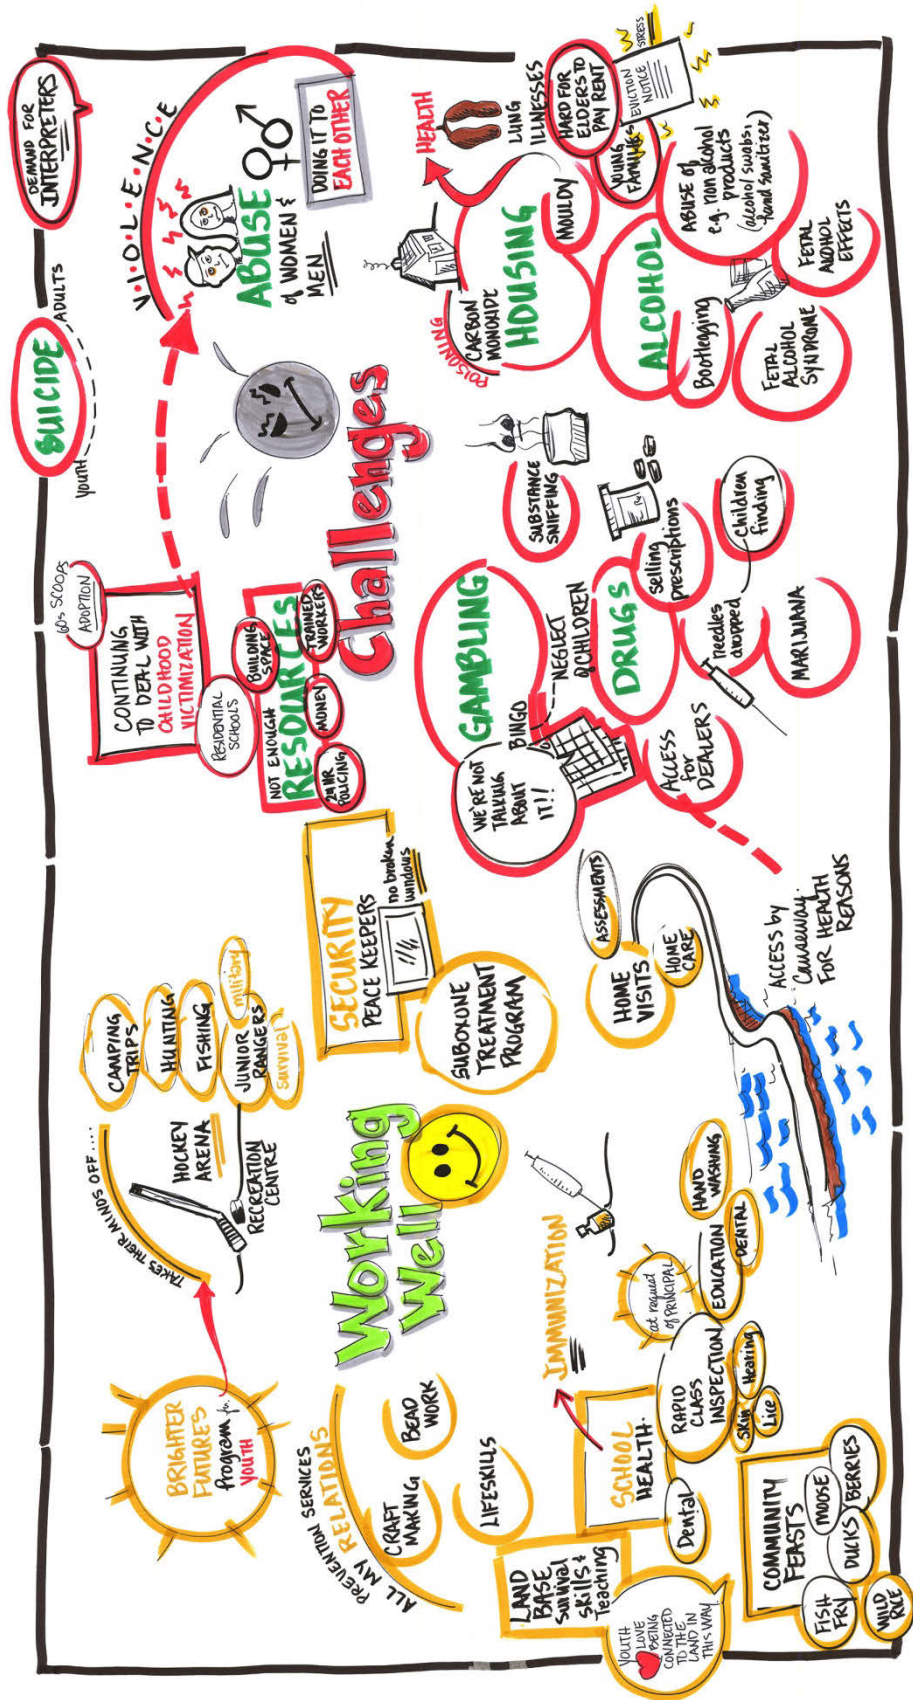 BRIGHTER
FUTURES
Program for
YOUTH
TAKES THEIR MINDS OFF....
HOCKEY
ARENA
RECREATION
CENTRE
CAMPING
TRIPS
HUNTING
FISHING
JUNIOR
RANGERS
military
survival
PREVENTION SERVICES
ALL MY RELATIONS
CRAFT
MAKING
BEAD
WORK
LIFESKILLS
Working
Well
SECURITY
PEACE KEEPERS
no broken
windows
SUBOXONE
TREATMENT
PROGRAM
LAND
BASE
Survival
Skills &
Teaching
YOUTH
LOVE
BEING
CONNECTED
TO THE
LAND IN
THIS WAY
SCHOOL
HEALTH.
IMMUNIZATION
Dental
RAPID
CLASS
INSPECTION
Skin
Hearing
Lice
at request
of PRINCIPAL
EDUCATION
HAND
WASHING
DENTAL
COMMUNITY
FEASTS
FISH
FRY
MOOSE
DUCKS
BERRIES
WILD
RICE
HOME
VISITS
ASSESSMENTS
HOME
CARE
ACCESS by
Causeway.
FOR HEALTH
REASONS
SUICIDE
YOUTH
ADULTS
DEMAND FOR
INTERPRETERS
60s SCOOPS
ADOPTION
CONTINUING
TO DEAL WITH
CHILDHOOD
VICTIMIZATION
RESIDENTIAL
SCHOOLS
NOT ENOUGH
RESOURCES
BUILDING
SPACE
24 HR
POLICING
MONEY
TRAINED
WORKERS
Challenges
V.I.O.L.E.N.C.E
ABUSE
of WOMEN &
MEN
DOING IT TO
EACH OTHER
GAMBLING
WE'RE NOT
TALKING
ABOUT
IT!!
BINGO
NEGLECT
of CHILDREN
SUBSTANCE
SNIFFING
DRUGS
ACCESS
for
DEALERS
Selling
prescriptions
needles
dropped
Children
finding
MARIJUANA
POISONING
CARBON
MONOXIDE
HOUSING
MOULDY
HEALTH
LUNG
ILLNESSES
HARD FOR
ELDERS TO
PAY RENT
YOUNG
FAMILIES
EVICTION
NOTICE
STRESS
ALCOHOL
Bootlegging
ABUSE OF
e.g. non alcohol
products
(alcohol swabs,
hand sanitizer)
FETAL
ALCOHOL
SYNDROME
FETAL
ALCOHOL
EFFECTS